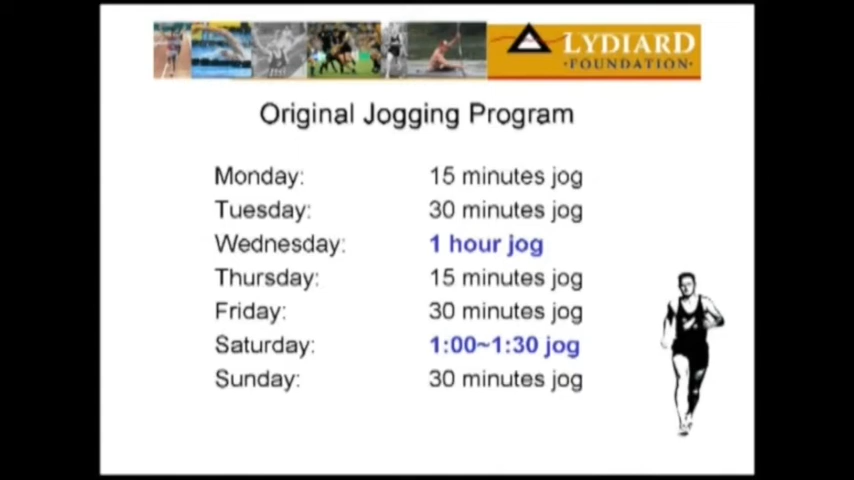 LYDIARD
·FOUNDATION·
Original Jogging Program
Monday: 15 minutes jog
Tuesday: 30 minutes jog
Wednesday: 1 hour jog
Thursday: 15 minutes jog
Friday: 30 minutes jog
Saturday: 1:00~1:30 jog
Sunday: 30 minutes jog